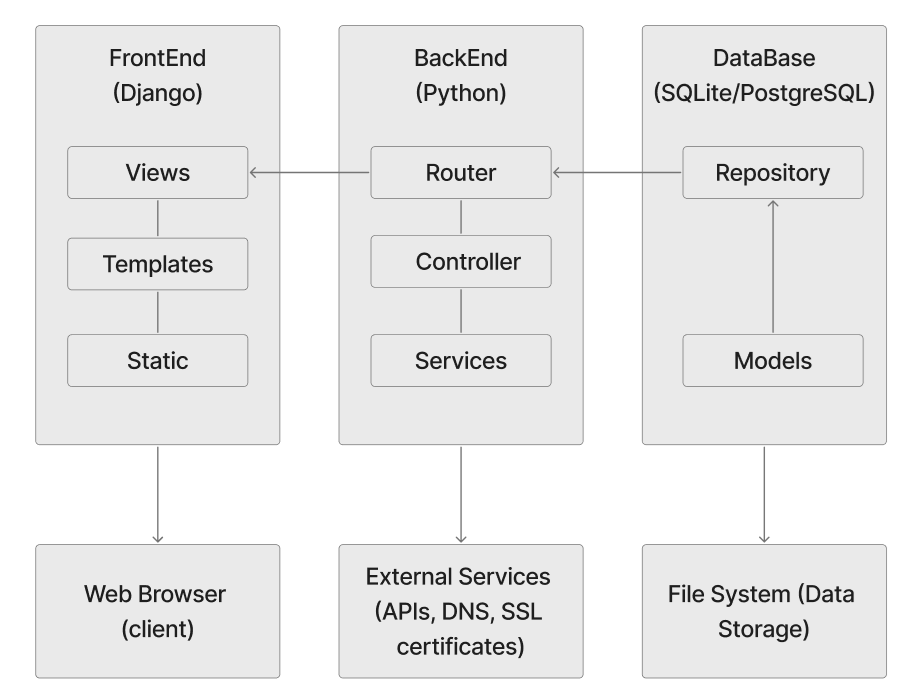 FrontEnd
(Django)
Views
Templates
Static
Web Browser
(client)
BackEnd
(Python)
Router
Controller
Services
External Services
(APIs, DNS, SSL
certificates)
DataBase
(SQLite/PostgreSQL)
Repository
Models
File System (Data
Storage)